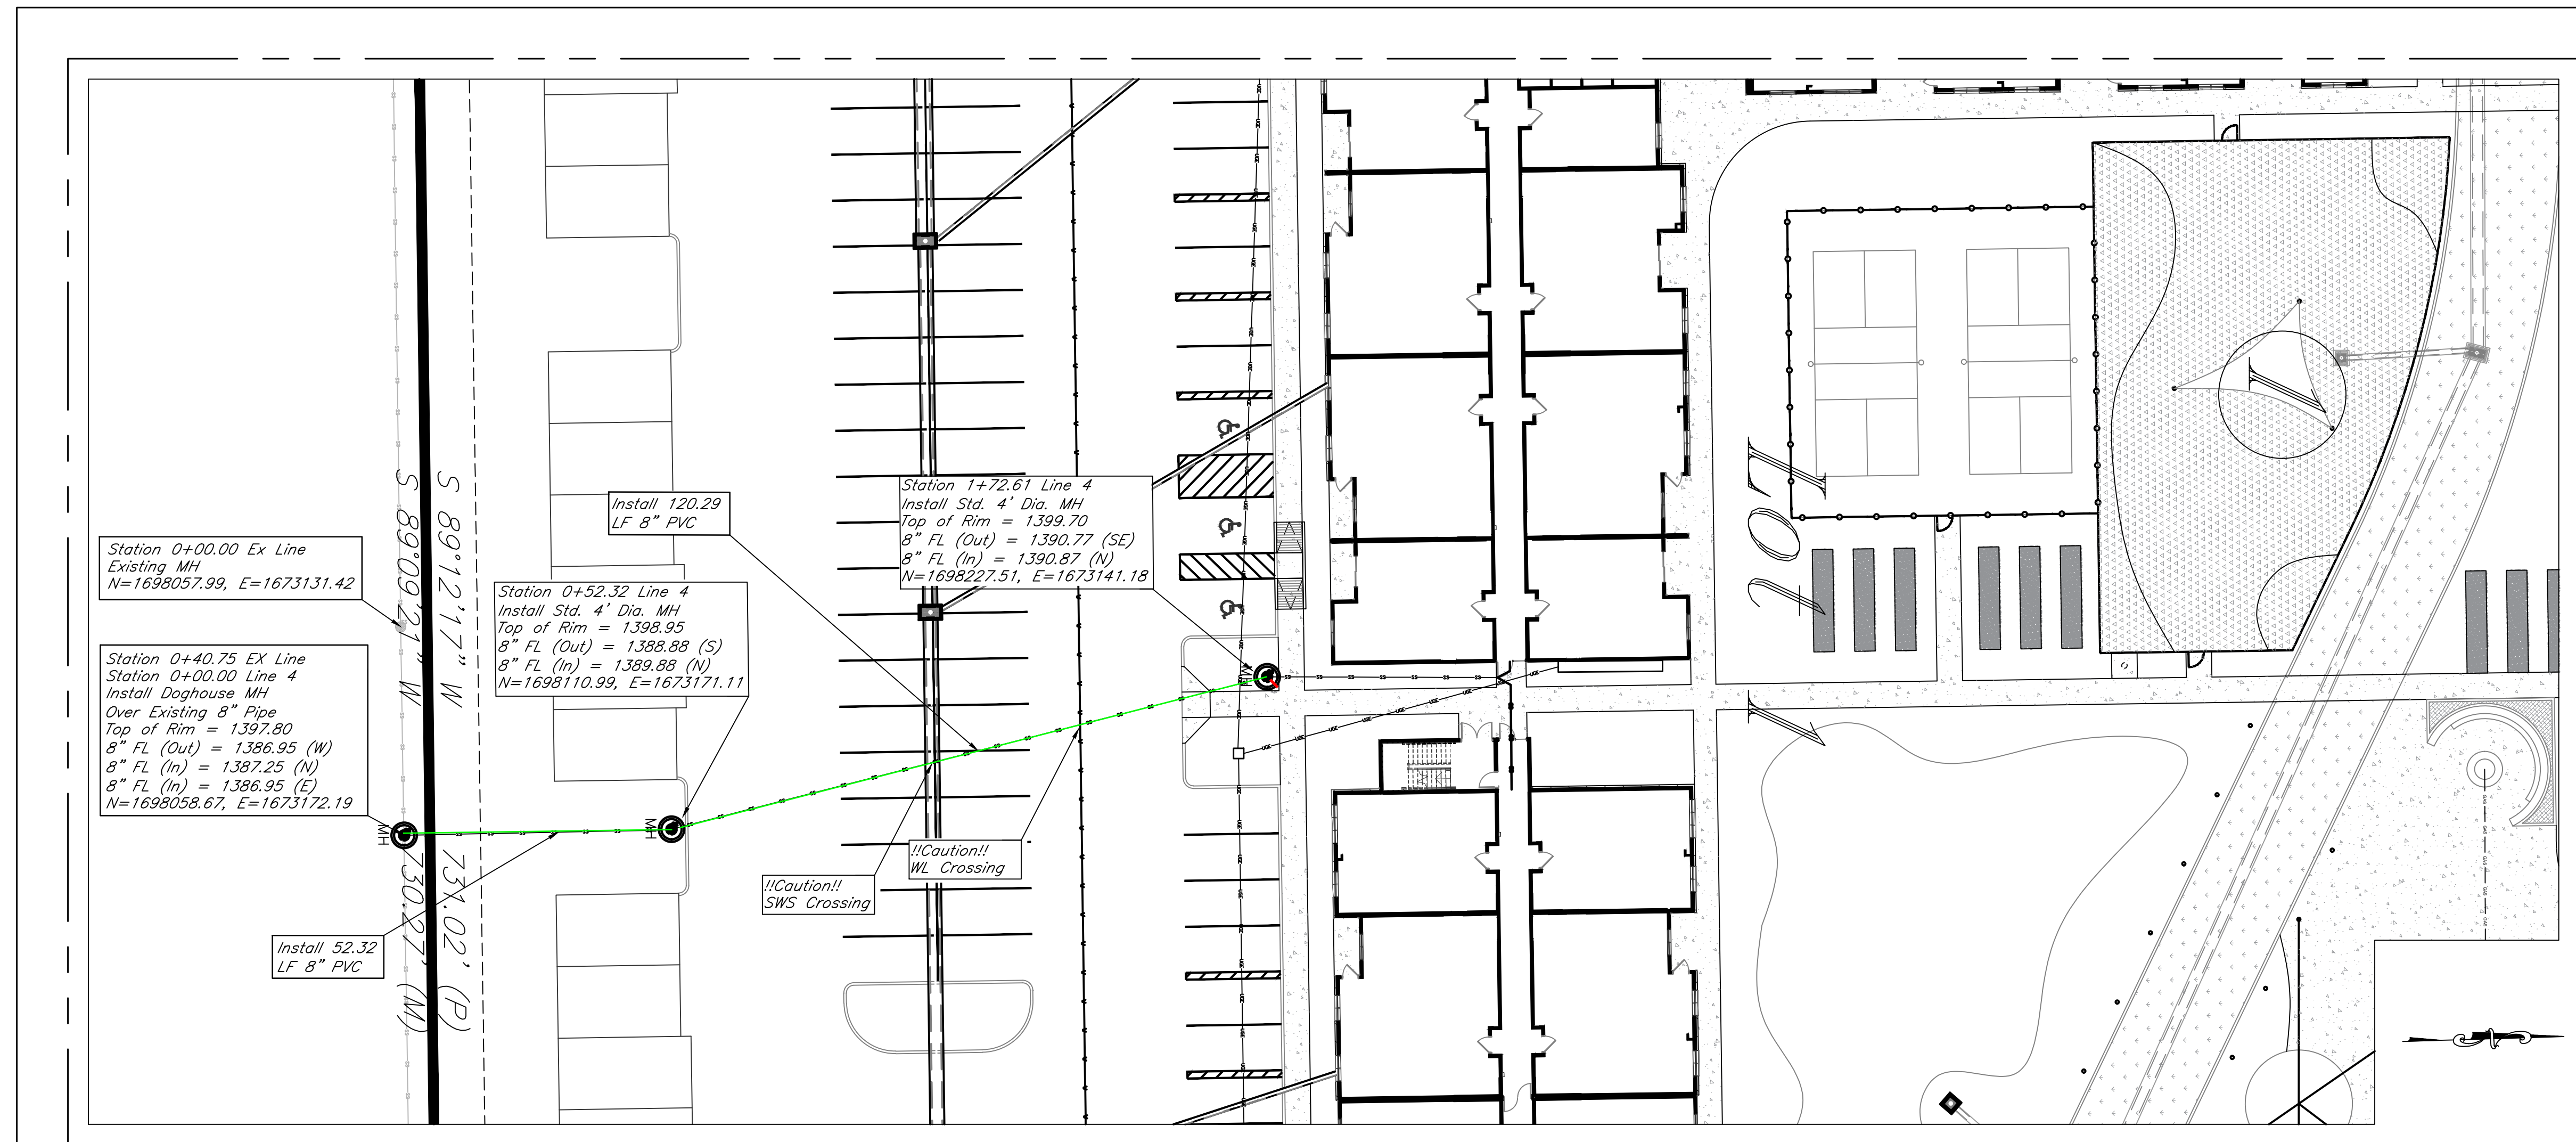 Station 0+00.00 Ex Line
Existing MH
N=1698057.99, E=1673131.42
Station 0+40.75 EX Line
Station 0+00.00 Line 4
Install Doghouse MH
Over Existing 8" Pipe
Top of Rim = 1397.80
8" FL (Out) = 1386.95 (W)
8" FL (In) = 1387.25 (N)
8" FL (In) = 1386.95 (E)
N=1698058.67, E=1673172.19
Install 52.32
LF 8" PVC
S 89°09'21" W
730.27' (M)
S 89°12'17" W
731.02' (P)
MH
Station 0+52.32 Line 4
Install Std. 4' Dia. MH
Top of Rim = 1398.95
8" FL (Out) = 1388.88 (S)
8" FL (In) = 1389.88 (N)
N=1698110.99, E=1673171.11
MH
Install 120.29
LF 8" PVC
!!Caution!!
SWS Crossing
!!Caution!!
WL Crossing
Station 1+72.61 Line 4
Install Std. 4' Dia. MH
Top of Rim = 1399.70
8" FL (Out) = 1390.77 (SE)
8" FL (In) = 1390.87 (N)
N=1698227.51, E=1673141.18
MH
GAS
GAS
GAS